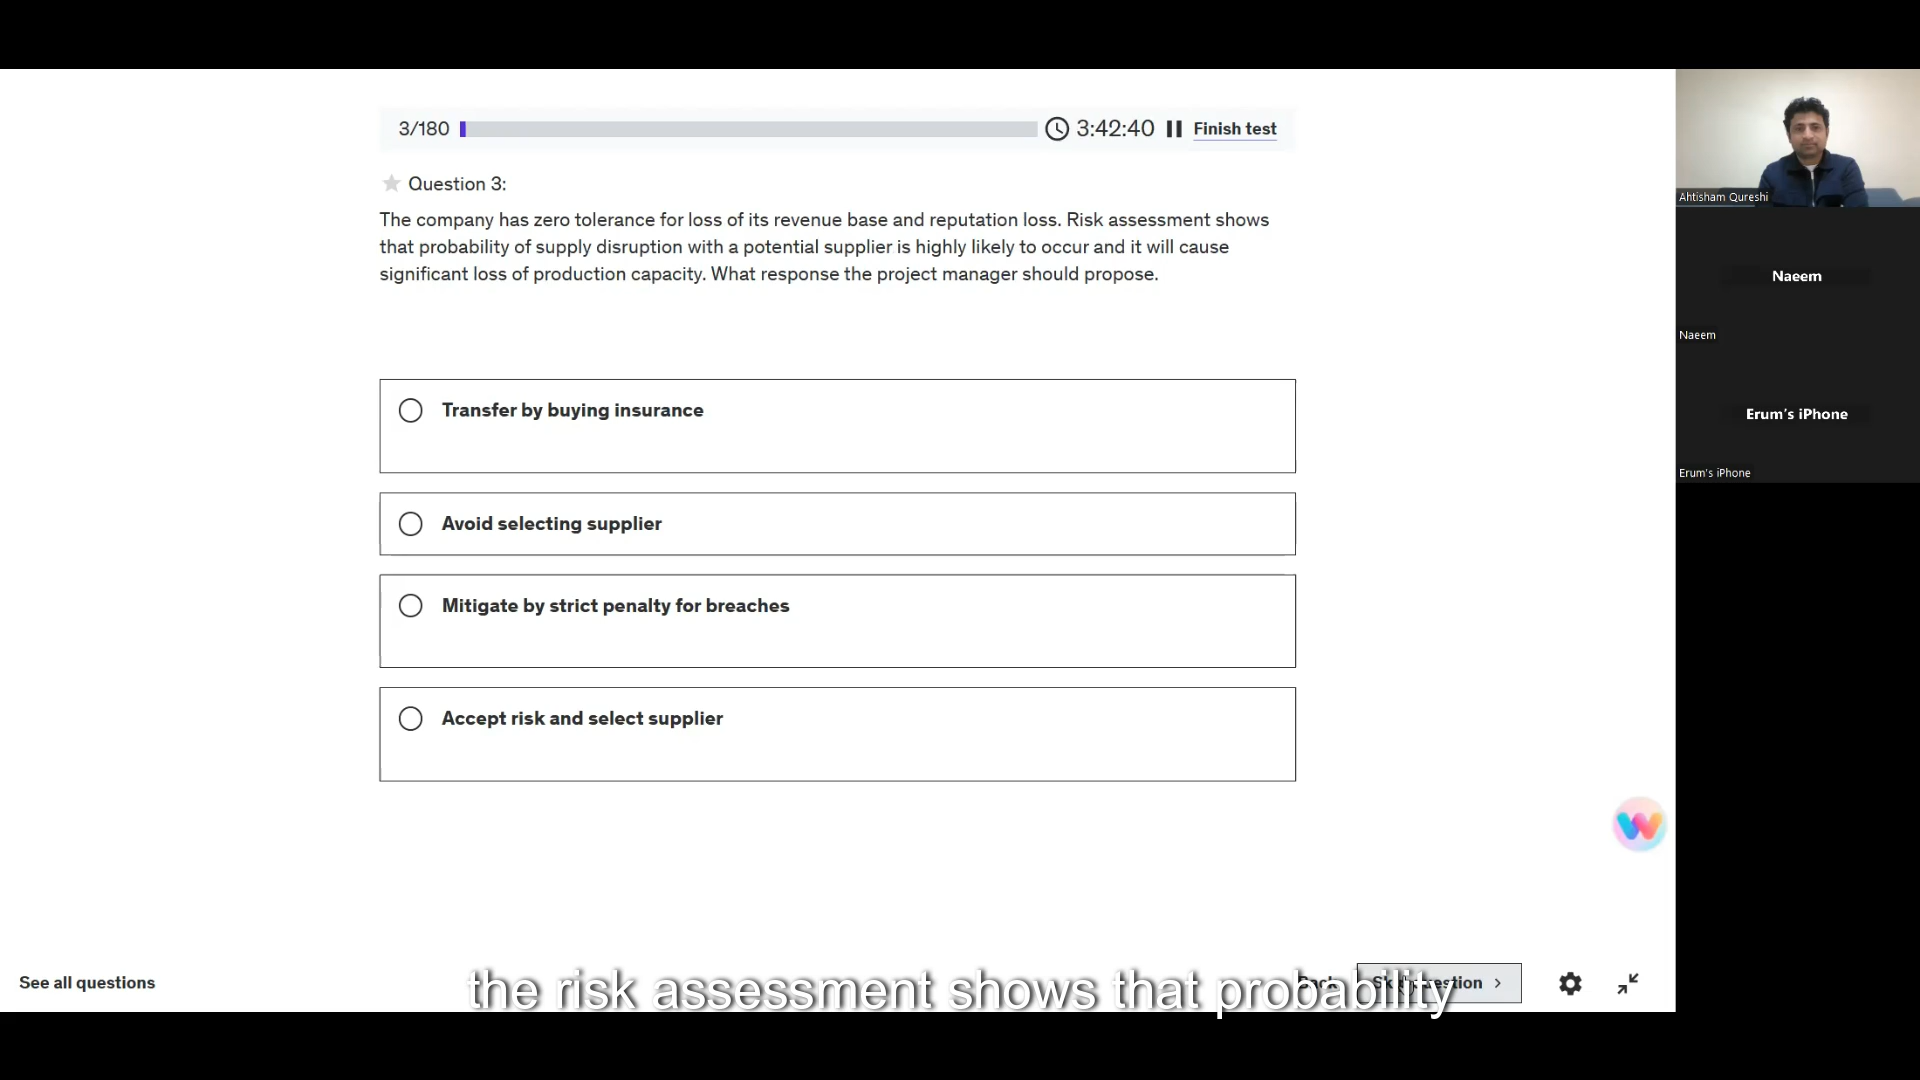 3/180
3:42:40
Finish test
Question 3:
The company has zero tolerance for loss of its revenue base and reputation loss. Risk assessment shows
that probability of supply disruption with a potential supplier is highly likely to occur and it will cause
significant loss of production capacity. What response the project manager should propose.
Transfer by buying insurance
Avoid selecting supplier
Mitigate by strict penalty for breaches
Accept risk and select supplier
See all questions
Back
Skip question
the risk assessment shows that probability
Ahtisham Qureshi
Naeem
Naeem
Erum's iPhone
Erum's iPhone